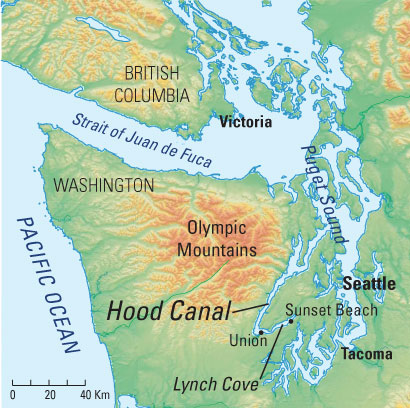 BRITISH
COLUMBIA
Victoria
Strait of Juan de Fuca
Puget Sound
WASHINGTON
PACIFIC OCEAN
Olympic
Mountains
Seattle
Hood Canal
Sunset Beach
Union
Tacoma
Lynch Cove
0 20 40 Km